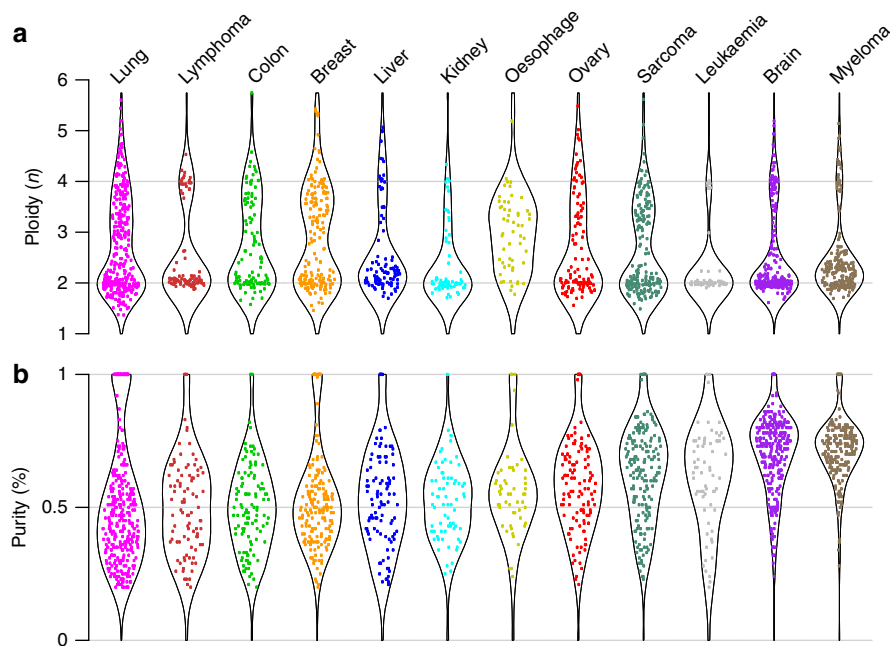 a
Lung
Lymphoma
Colon
Breast
Liver
Kidney
Oesophage
Ovary
Sarcoma
Leukaemia
Brain
Myeloma
Ploidy (n)
6
5
4
3
2
1
b
Purity (%)
1
0.5
0